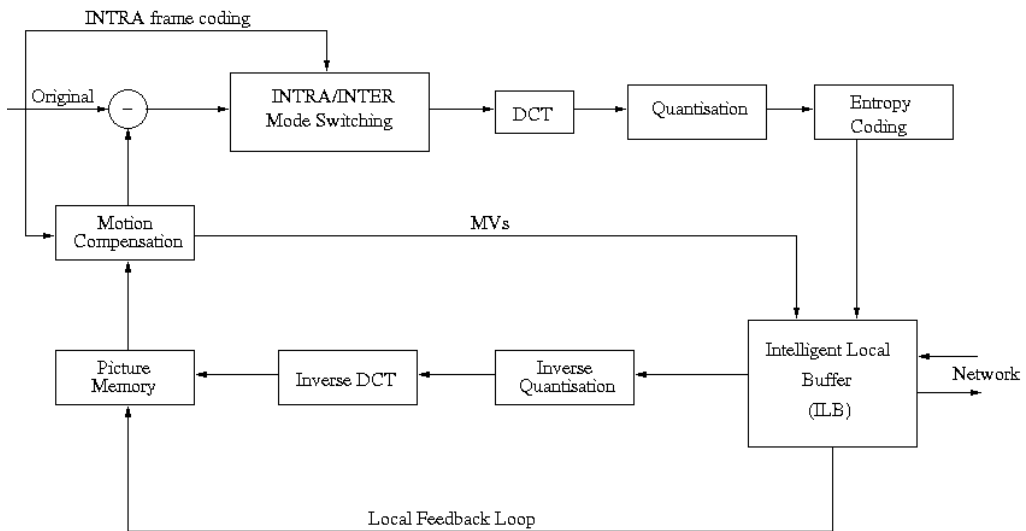 INTRA frame coding
Original
−
INTRA/INTER
Mode Switching
DCT
Quantisation
Entropy
Coding
Motion
Compensation
MVs
Picture
Memory
Inverse DCT
Inverse
Quantisation
Intelligent Local
Buffer
(ILB)
Network
Local Feedback Loop